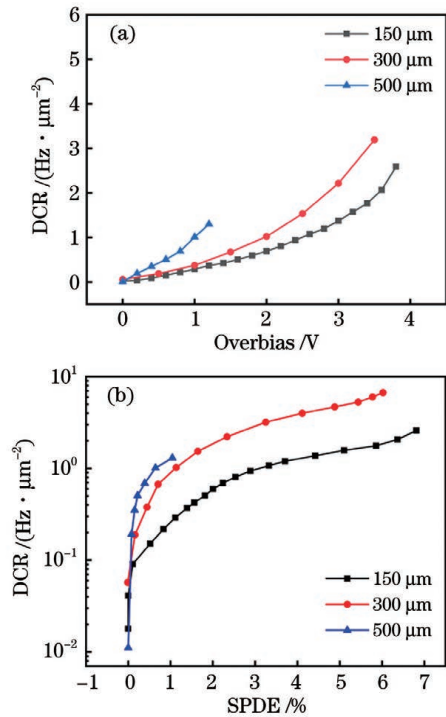 (a)
150 μm
300 μm
500 μm
DCR /(Hz · μm⁻²)
6
5
4
3
2
1
0
0 1 2 3 4
Overbias /V
(b)
150 μm
300 μm
500 μm
DCR /(Hz · μm⁻²)
10¹
10⁰
10⁻¹
10⁻²
−1 0 1 2 3 4 5 6 7
SPDE /%